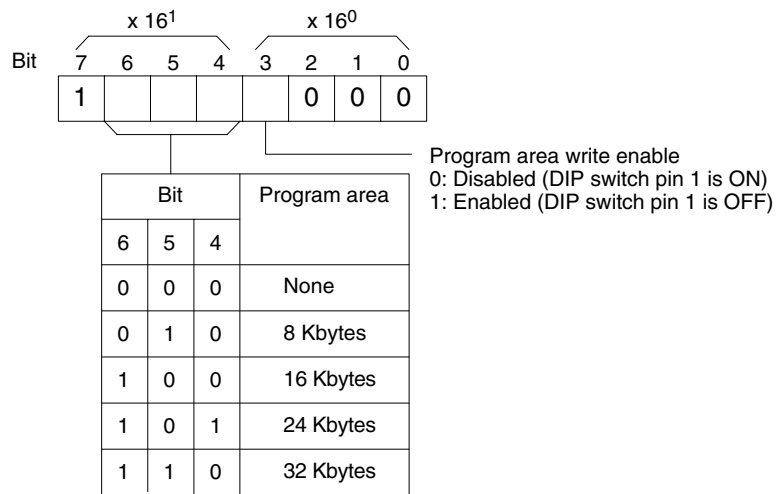 x 16¹ x 16⁰
Bit 7 6 5 4 3 2 1 0
1 0 0 0
Program area write enable
0: Disabled (DIP switch pin 1 is ON)
1: Enabled (DIP switch pin 1 is OFF)
Bit Program area
6 5 4
0 0 0 None
0 1 0 8 Kbytes
1 0 0 16 Kbytes
1 0 1 24 Kbytes
1 1 0 32 Kbytes